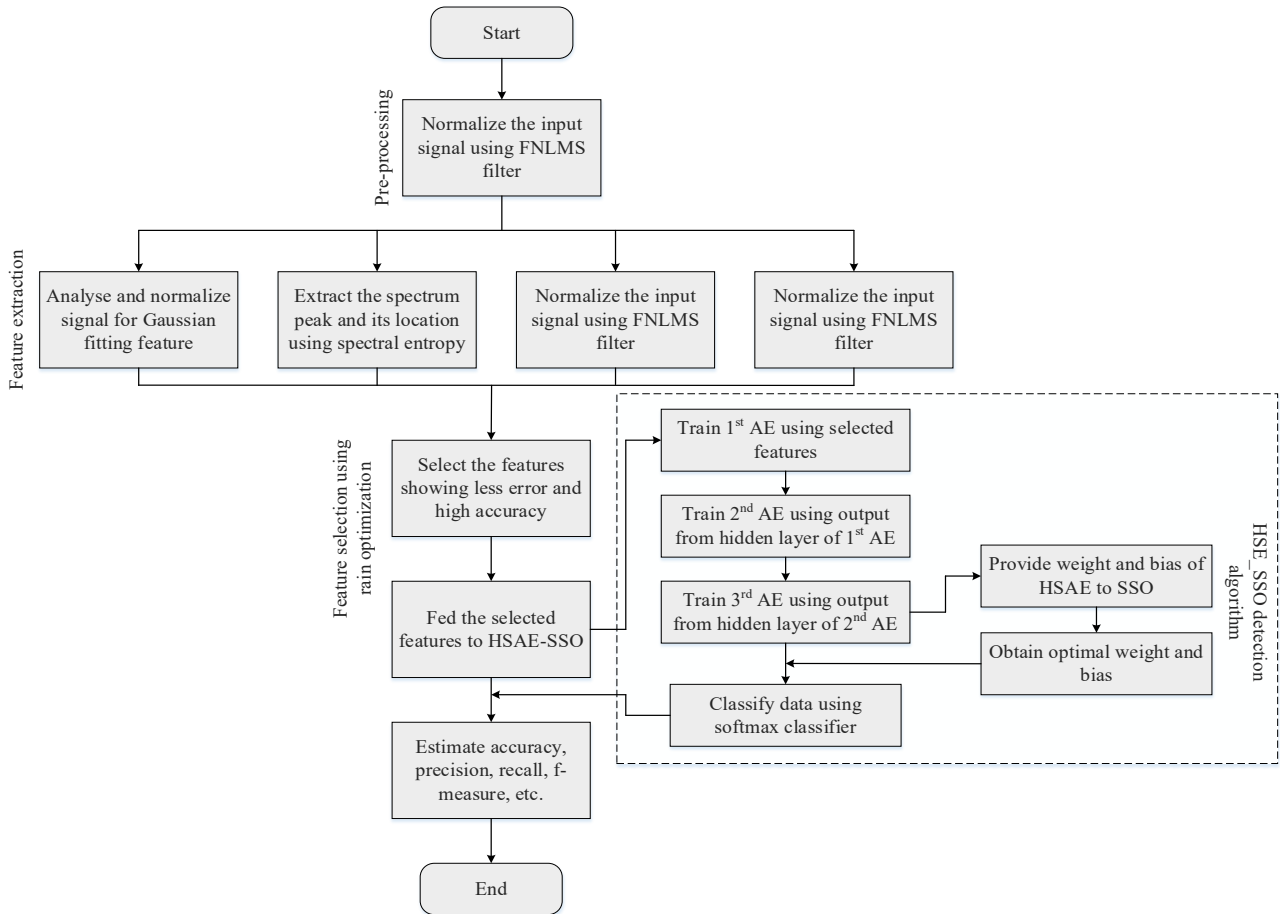 Start
Pre-processing
Normalize the input
signal using FNLMS
filter
Feature extraction
Analyse and normalize
signal for Gaussian
fitting feature
Extract the spectrum
peak and its location
using spectral entropy
Normalize the input
signal using FNLMS
filter
Normalize the input
signal using FNLMS
filter
Feature selection using
rain optimization
Select the features
showing less error and
high accuracy
Fed the selected
features to HSAE-SSO
Train 1st AE using selected
features
Train 2nd AE using output
from hidden layer of 1st AE
Train 3rd AE using output
from hidden layer of 2nd AE
Provide weight and bias of
HSAE to SSO
Obtain optimal weight and
bias
HSE_SSO detection
algorithm
Classify data using
softmax classifier
Estimate accuracy,
precision, recall, f-
measure, etc.
End